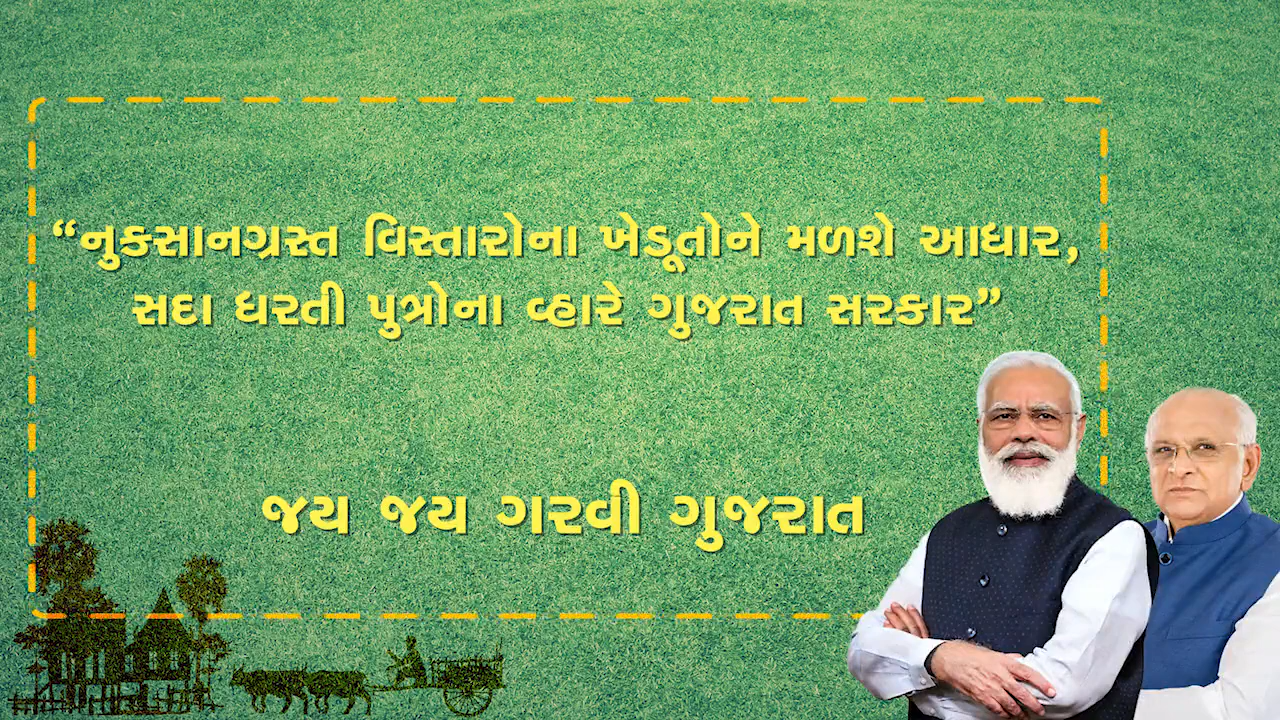 “નુકસાનગ્રસ્ત વિસ્તારોના ખેડૂતોને મળશે આધાર,
સદા ધરતી પુત્રોના વ્હારે ગુજરાત સરકાર”
જય જય ગરવી ગુજરાત